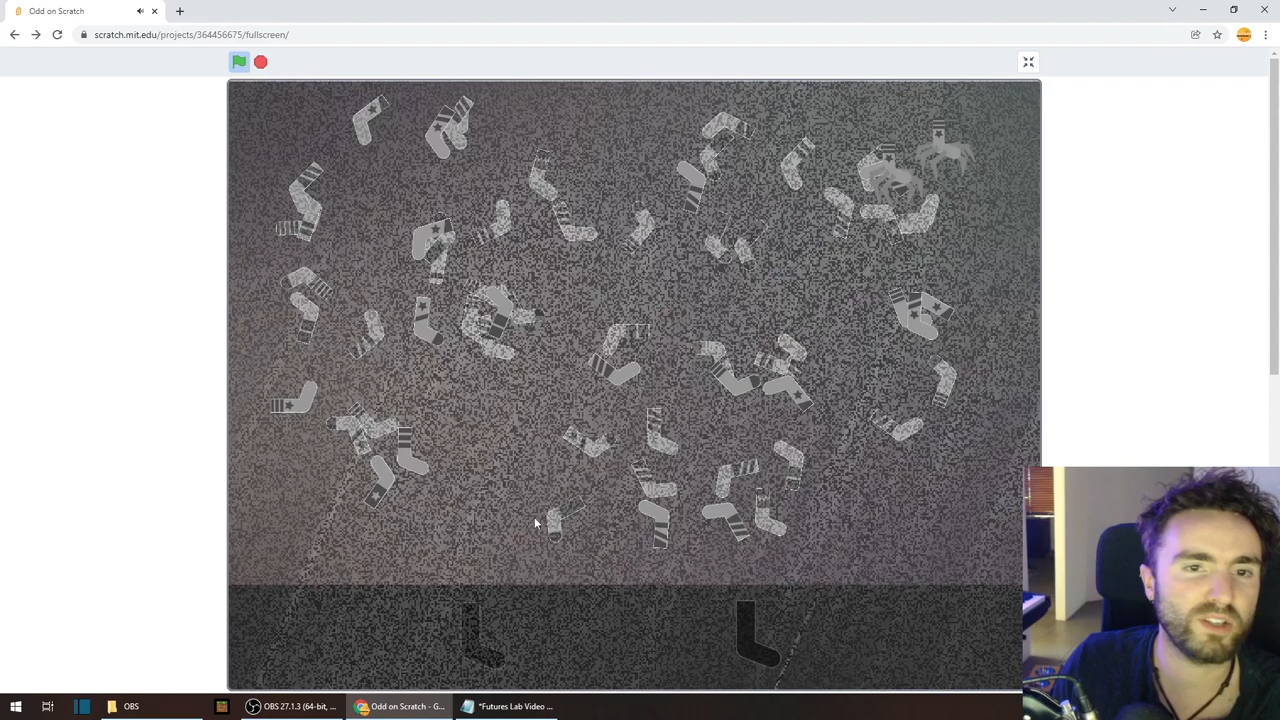 Odd on Scratch
scratch.mit.edu/projects/364456675/fullscreen/
OBS
OBS 27.1.3 (64-bit, ...
Odd on Scratch - G...
*Futures Lab Video ...